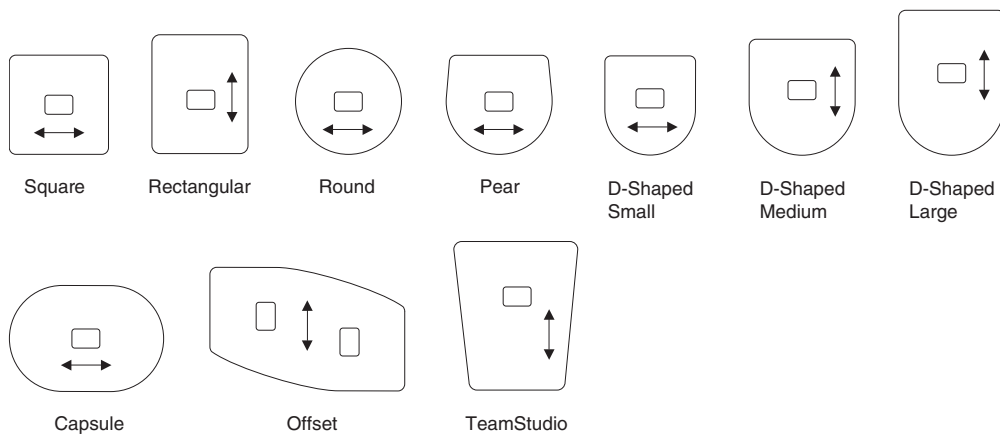 Square
Rectangular
Round
Pear
D-Shaped
Small
D-Shaped
Medium
D-Shaped
Large
Capsule
Offset
TeamStudio